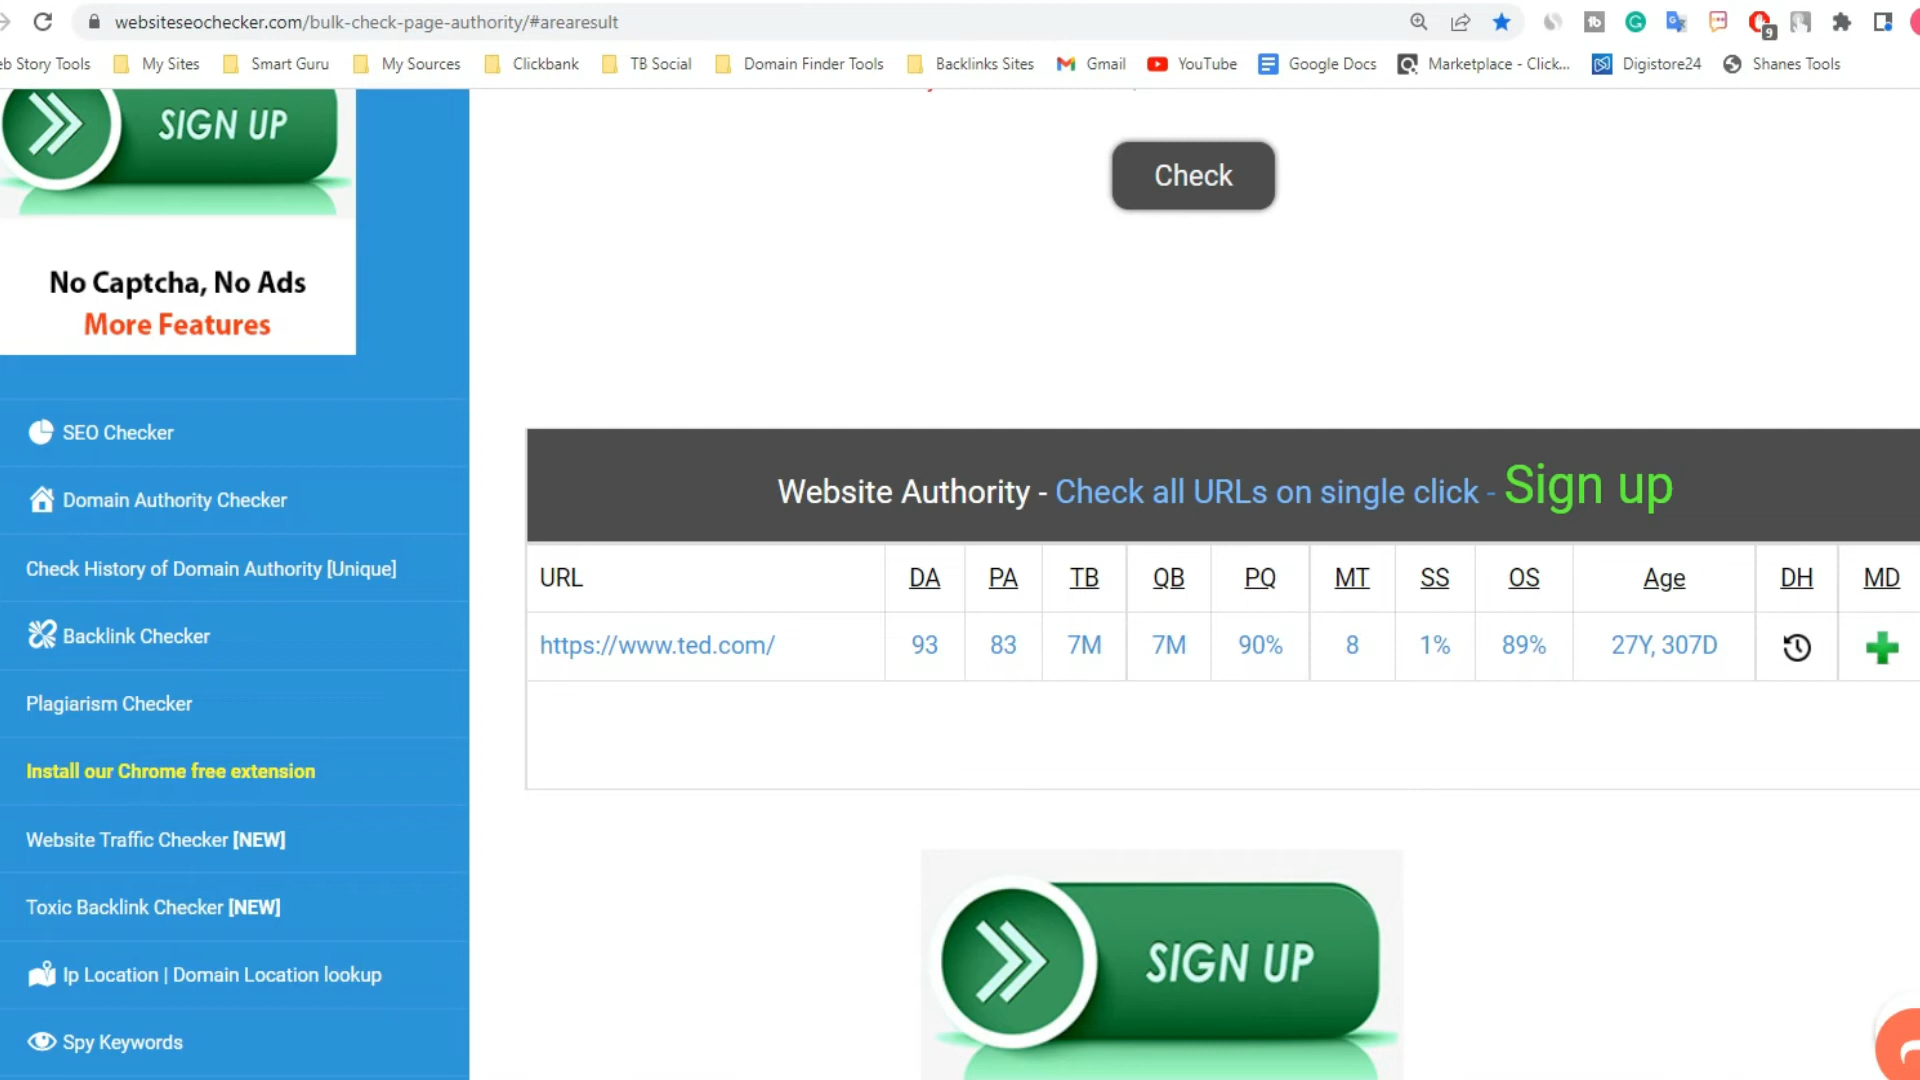 websiteseochecker.com/bulk-check-page-authority/#arearesult
9
eb Story Tools My Sites Smart Guru My Sources Clickbank TB Social Domain Finder Tools Backlinks Sites Gmail YouTube Google Docs Marketplace - Click... Digistore24 Shanes Tools
SIGN UP
Check
No Captcha, No Ads
More Features
SEO Checker
Domain Authority Checker
Check History of Domain Authority [Unique]
Backlink Checker
Plagiarism Checker
Install our Chrome free extension
Website Traffic Checker [NEW]
Toxic Backlink Checker [NEW]
Ip Location | Domain Location lookup
Spy Keywords
Website Authority - Check all URLs on single click - Sign up
URL DA PA TB QB PQ MT SS OS Age DH MD
https://www.ted.com/ 93 83 7M 7M 90% 8 1% 89% 27Y, 307D
SIGN UP